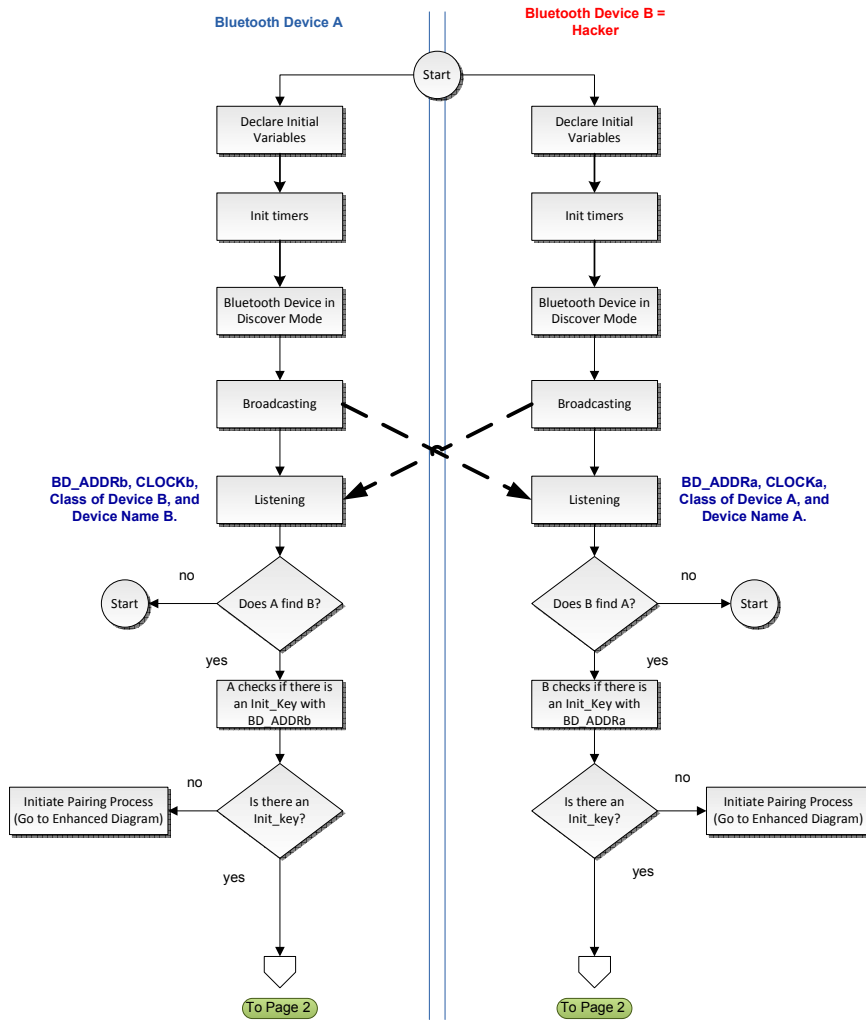 Bluetooth Device A
Bluetooth Device B =
Hacker
Start
Declare Initial
Variables
Declare Initial
Variables
Init timers
Init timers
Bluetooth Device in
Discover Mode
Bluetooth Device in
Discover Mode
Broadcasting
Broadcasting
BD_ADDRb, CLOCKb,
Class of Device B, and
Device Name B.
Listening
Listening
BD_ADDRa, CLOCKa,
Class of Device A, and
Device Name A.
no
Start
Does A find B?
Does B find A?
no
Start
yes
yes
A checks if there is
an Init_Key with
BD_ADDRb
B checks if there is
an Init_Key with
BD_ADDRa
no
Initiate Pairing Process
(Go to Enhanced Diagram)
Is there an
Init_key?
Is there an
Init_key?
no
Initiate Pairing Process
(Go to Enhanced Diagram)
yes
yes
To Page 2
To Page 2